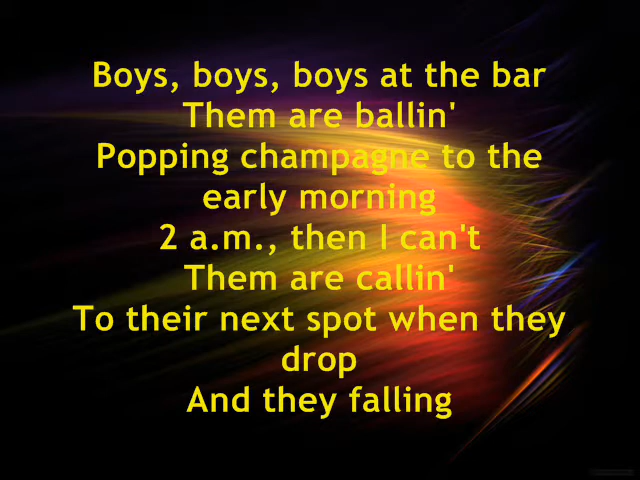 Boys, boys, boys at the bar
Them are ballin'
Popping champagne to the
early morning
2 a.m., then I can't
Them are callin'
To their next spot when they
drop
And they falling